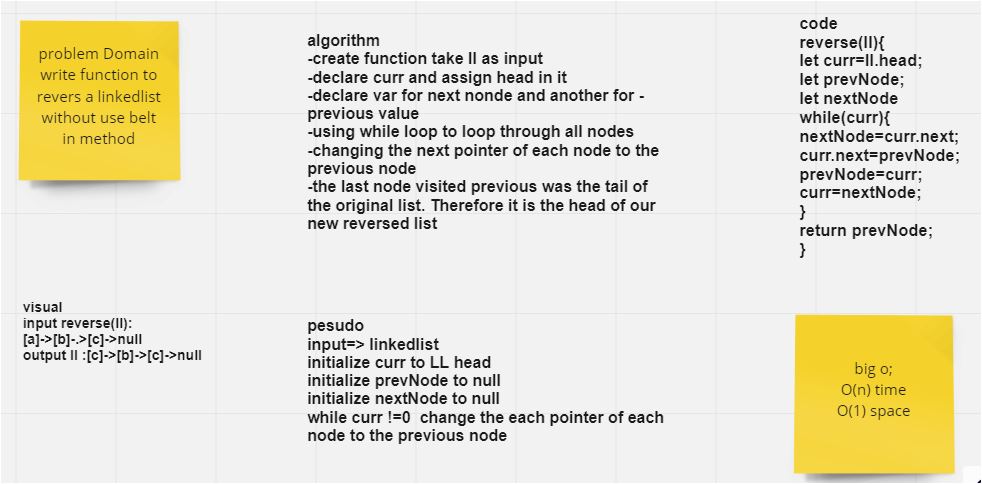 problem Domain
write function to
revers a linkedlist
without use belt
in method
algorithm
-create function take ll as input
-declare curr and assign head in it
-declare var for next nonde and another for -
previous value
-using while loop to loop through all nodes
-changing the next pointer of each node to the
previous node
-the last node visited previous was the tail of
the original list. Therefore it is the head of our
new reversed list
code
reverse(ll){
let curr=ll.head;
let prevNode;
let nextNode
while(curr){
nextNode=curr.next;
curr.next=prevNode;
prevNode=curr;
curr=nextNode;
}
return prevNode;
}
visual
input reverse(ll):
[a]->[b]-.>[c]->null
output ll :[c]->[b]->[c]->null
pesudo
input=> linkedlist
initialize curr to LL head
initialize prevNode to null
initialize nextNode to null
while curr !=0  change the each pointer of each
node to the previous node
big o;
O(n) time
O(1) space